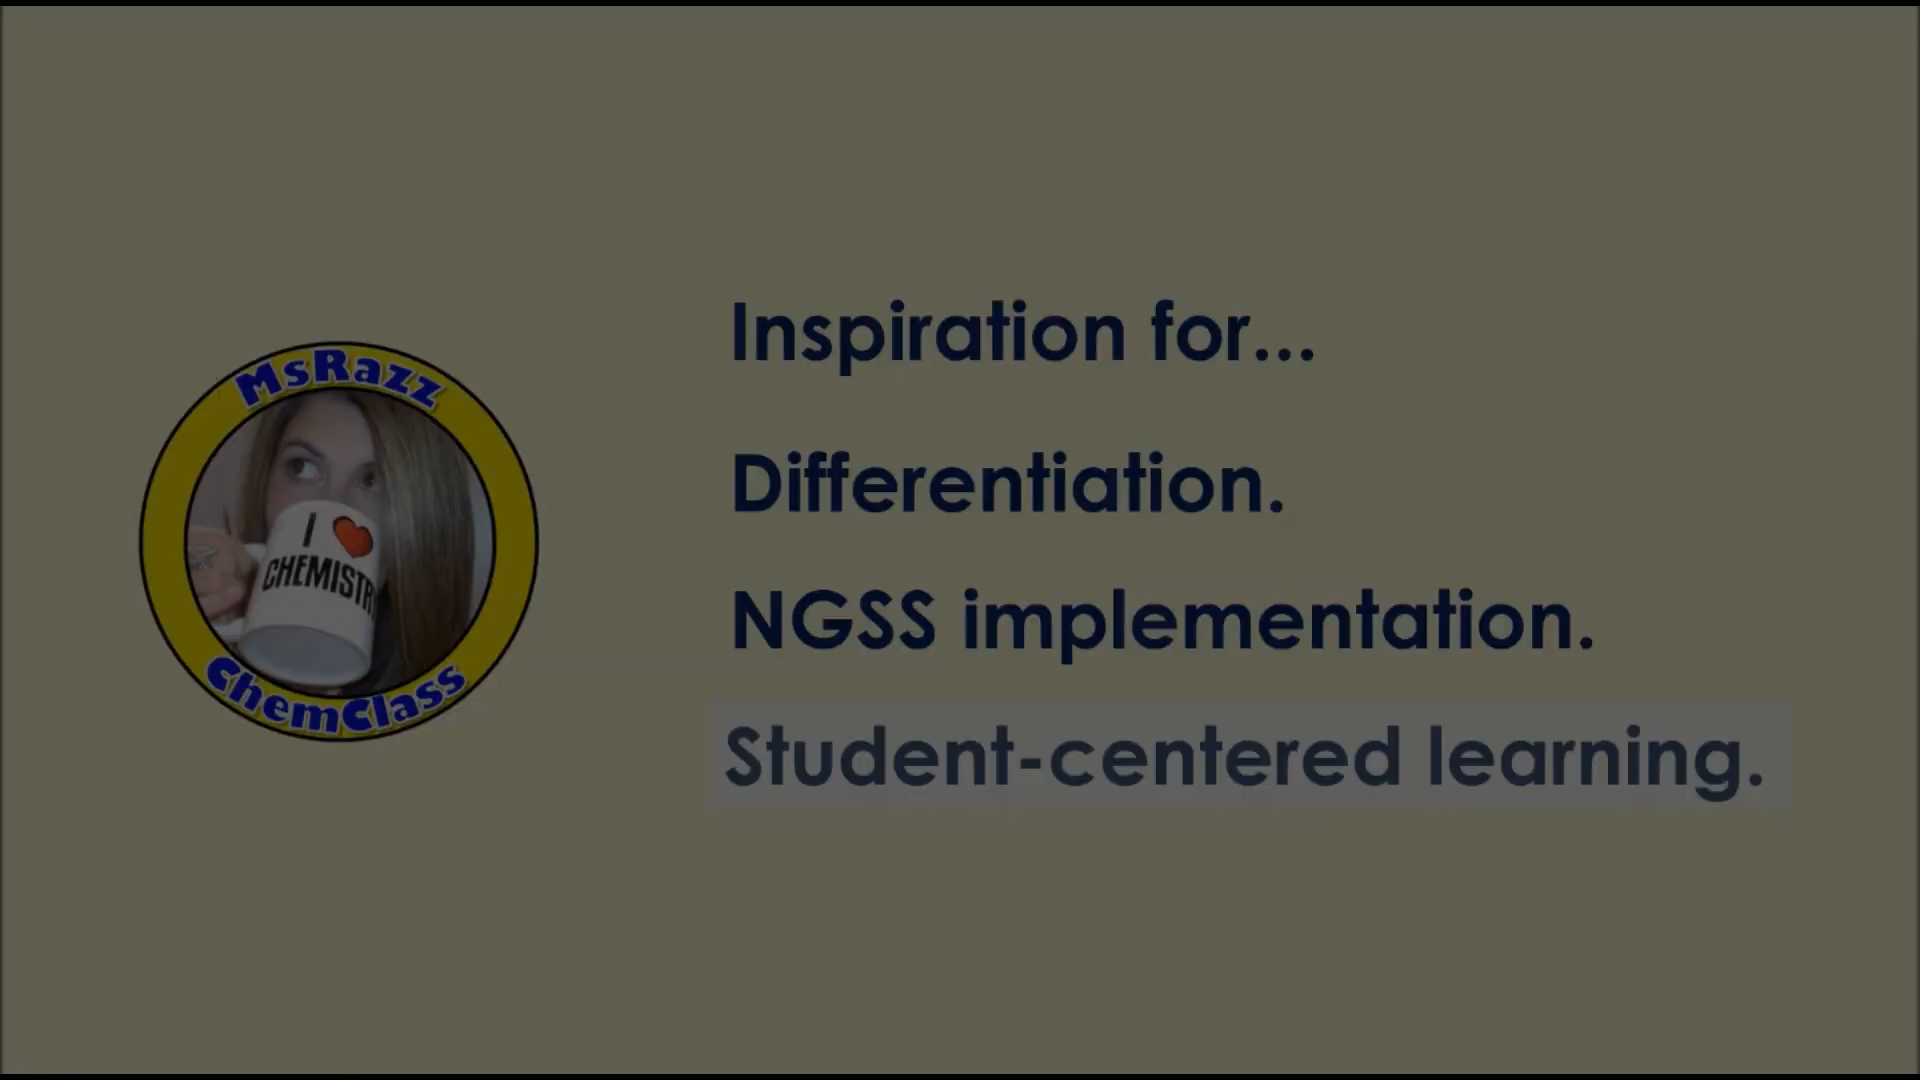 MsRazz
I ❤
CHEMISTR
ChemClass
Inspiration for...
Differentiation.
NGSS implementation.
Student-centered learning.